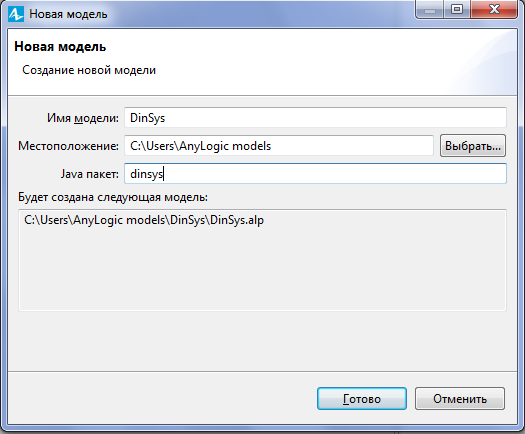 Новая модель
Новая модель
Создание новой модели
Имя модели: DinSys
Местоположение: C:\Users\AnyLogic models Выбрать...
Java пакет: dinsys
Будет создана следующая модель:
C:\Users\AnyLogic models\DinSys\DinSys.alp
Готово Отменить